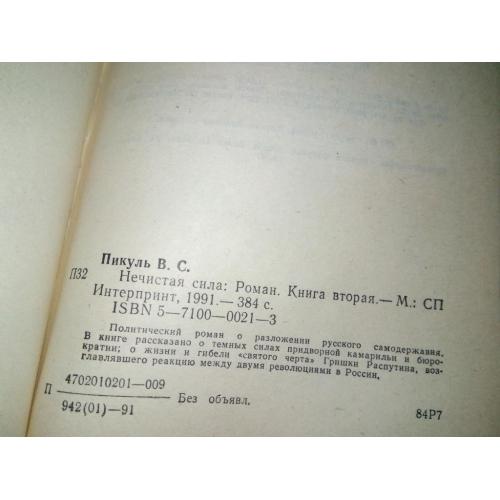 Пикуль В. С.
П32 Нечистая сила: Роман. Книга вторая.— М.: СП
Интерпринт, 1991.— 384 с.
ISBN 5—7100—0021—3
Политический роман о разложении русского самодержавия.
В книге рассказано о темных силах придворной камарильи и бюро-
кратии; о жизни и гибели «святого черта» Гришки Распутина, воз-
главлявшего реакцию между двумя революциями в России.
4702010201—009
П Без объявл.
942(01)—91
84Р7